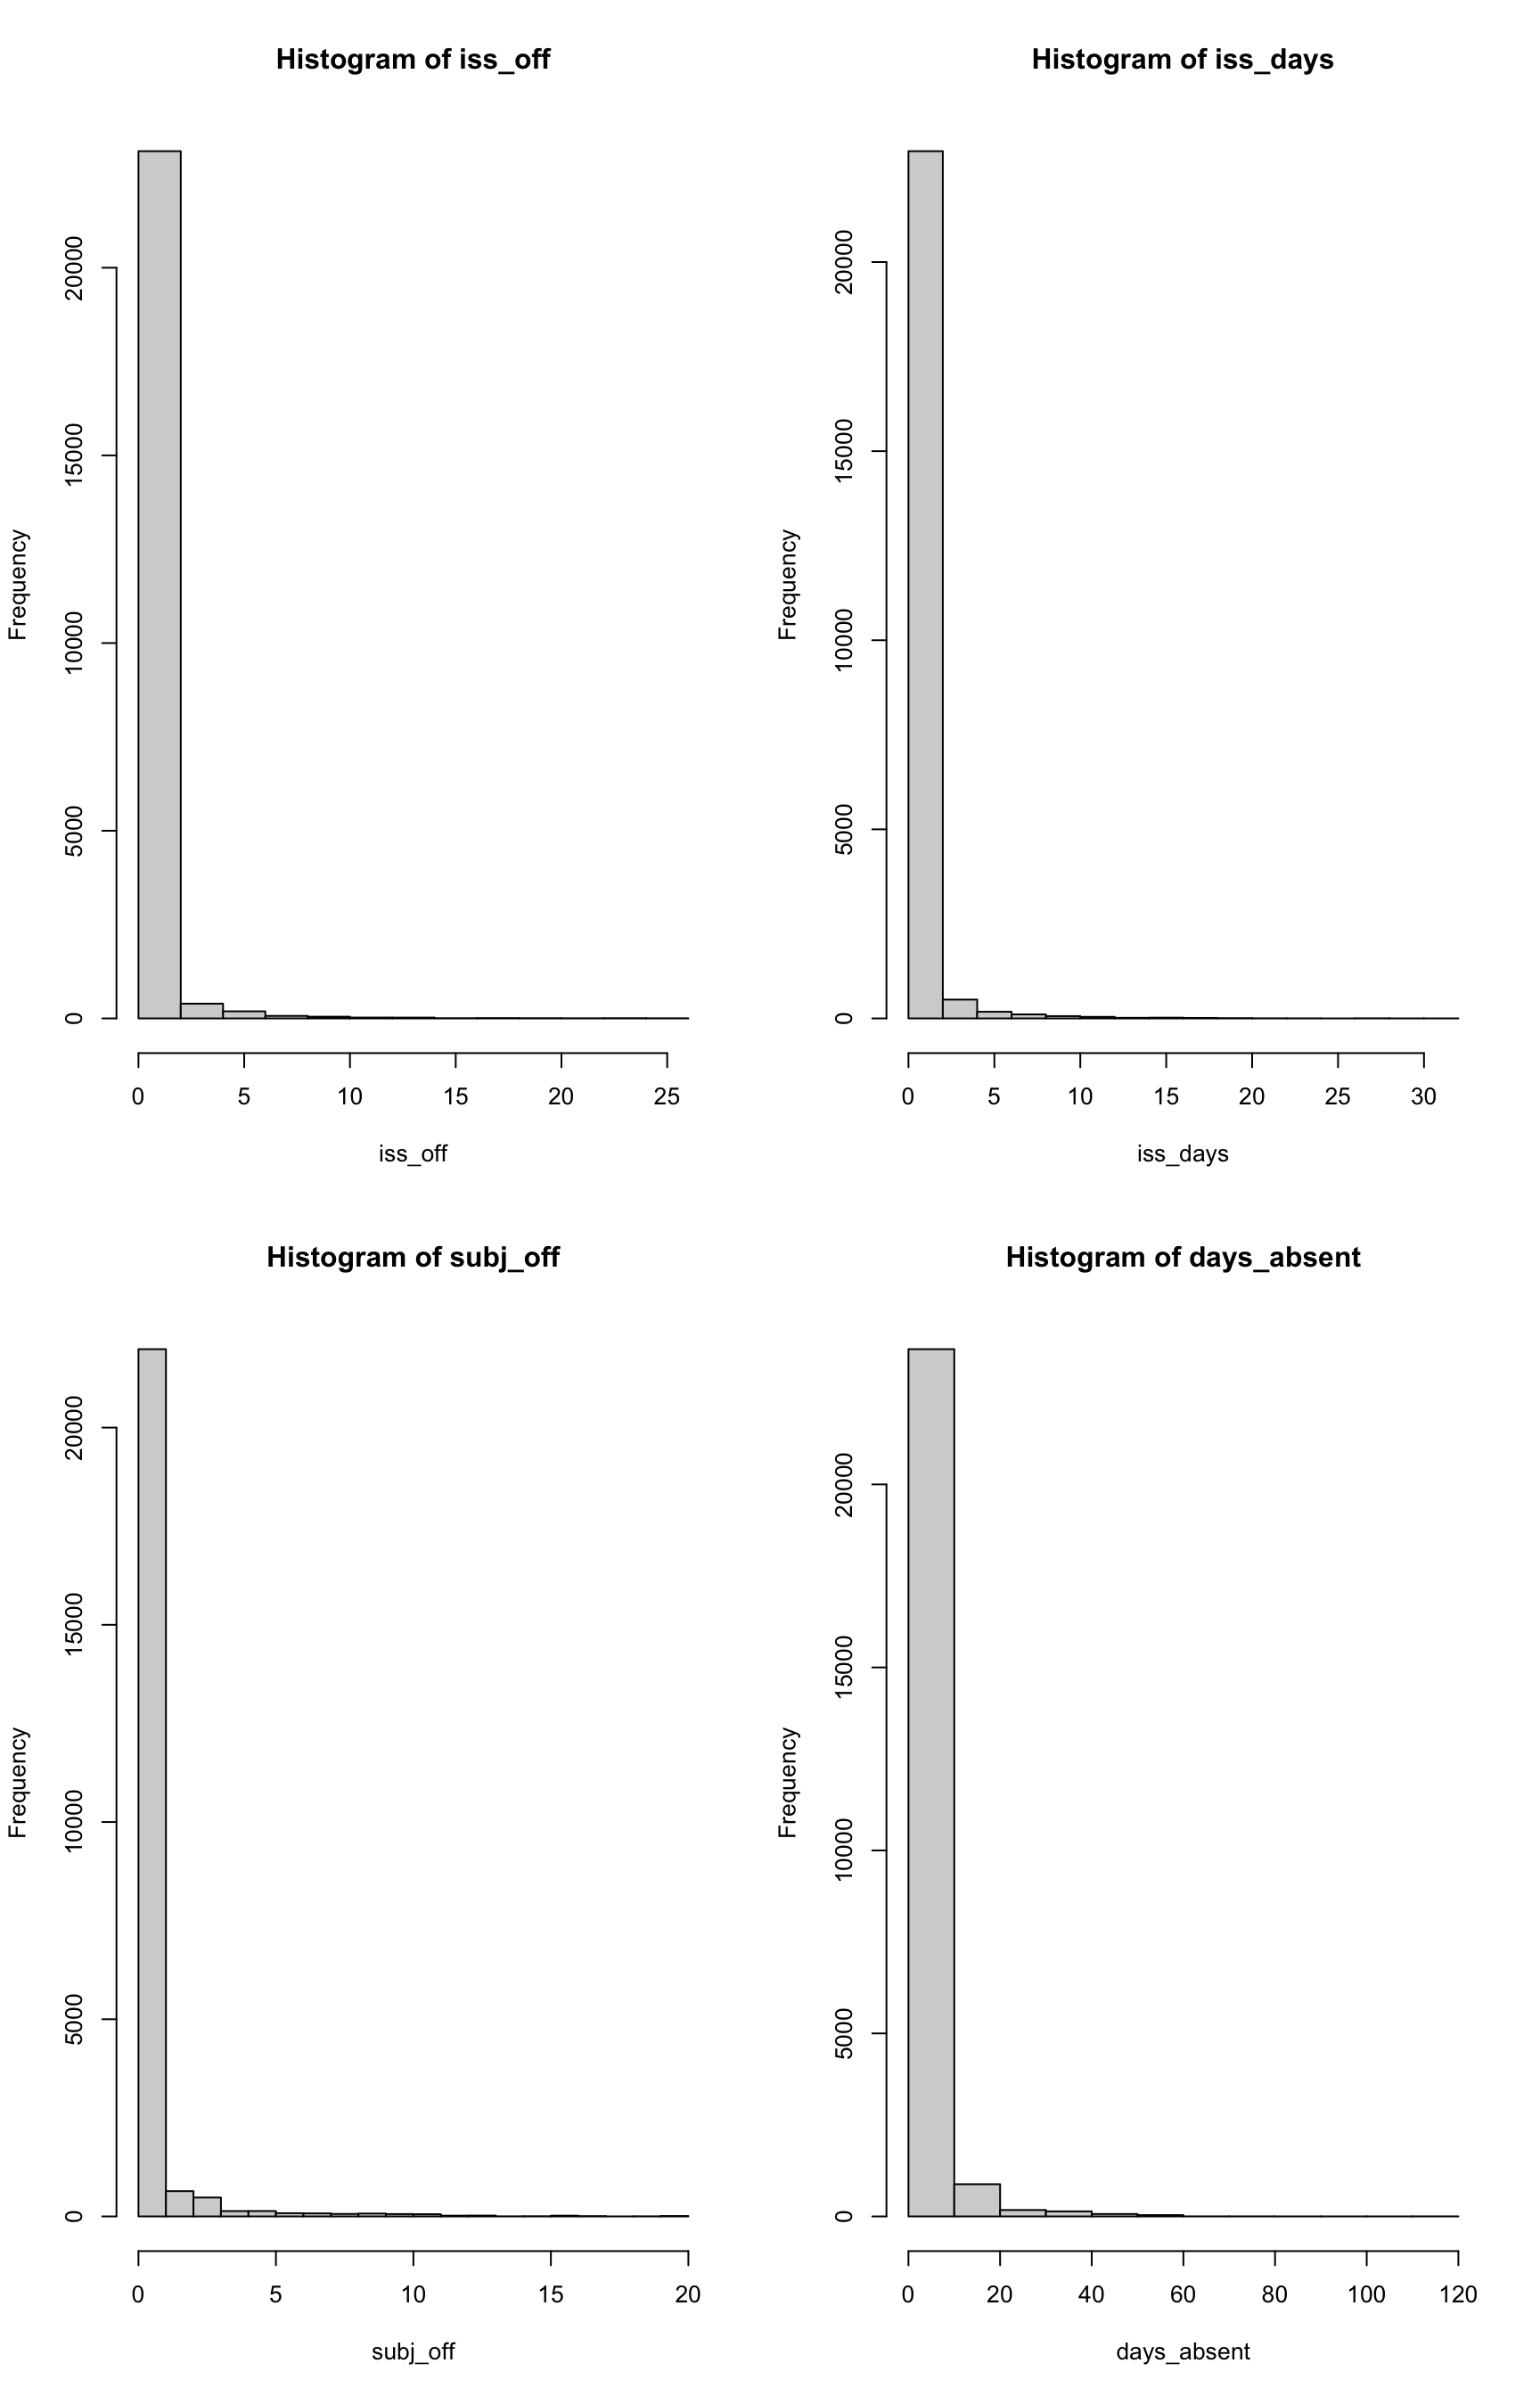 Histogram of iss_off
Frequency
20000
15000
10000
5000
0
0 5 10 15 20 25
iss_off
Histogram of iss_days
Frequency
20000
15000
10000
5000
0
0 5 10 15 20 25 30
iss_days
Histogram of subj_off
Frequency
20000
15000
10000
5000
0
0 5 10 15 20
subj_off
Histogram of days_absent
Frequency
20000
15000
10000
5000
0
0 20 40 60 80 100 120
days_absent